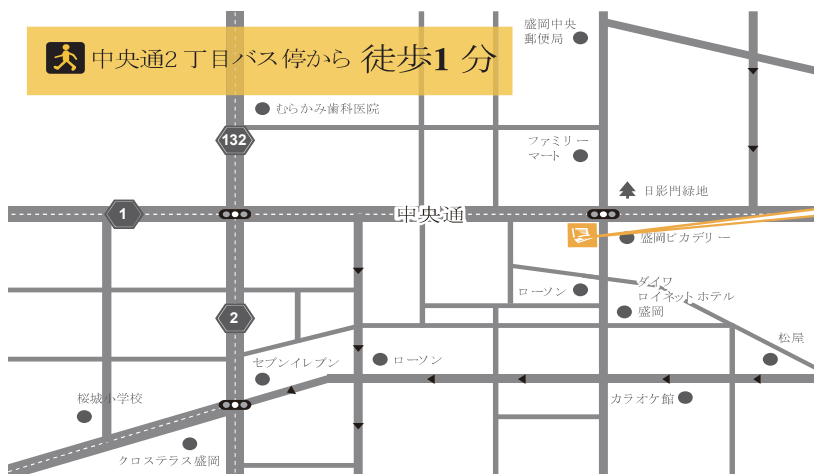 盛岡中央
郵便局
中央通2丁目バス停から 徒歩1分
むらかみ歯科医院
132
ファミリー
マート
日影門緑地
1
中央通
盛岡ピカデリー
ダイワ
ロイネットホテル
盛岡
ローソン
2
松屋
セブンイレブン
ローソン
桜城小学校
カラオケ館
クロステラス盛岡